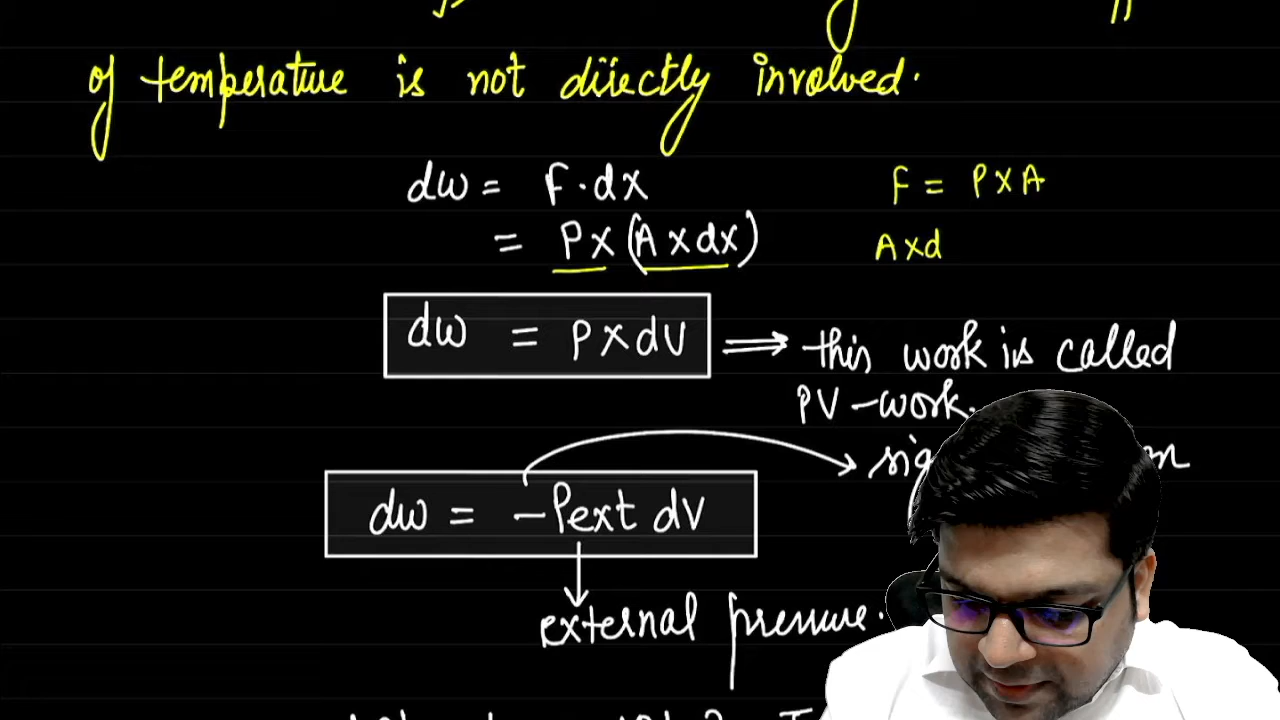 of temperature is not directly involved.
dw = F·dx
F = P×A
= P×(A×dx)
A×d
dw = P×dV
⟹ this work is called
PV-work.
dw = -Pext dV
external pressure.